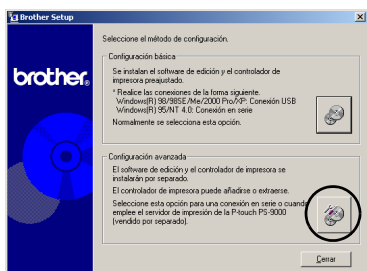 Brother Setup
brother®
Seleccione el método de configuración.
Configuración básica
Se instalan el software de edición y el controlador de
impresora preajustado.
* Realice las conexiones de la forma siguiente.
Windows(R) 98/98SE/Me/2000 Pro/XP: Conexión USB
Windows(R) 95/NT 4.0: Conexión en serie
Normalmente se selecciona esta opción.
Configuración avanzada
El software de edición y el controlador de impresora se
instalarán por separado.
El controlador de impresora puede añadirse o extraerse.
Seleccione esta opción para una conexión en serie o cuando
emplee el servidor de impresión de la P-touch PS-9000
(vendido por separado).
Cerrar